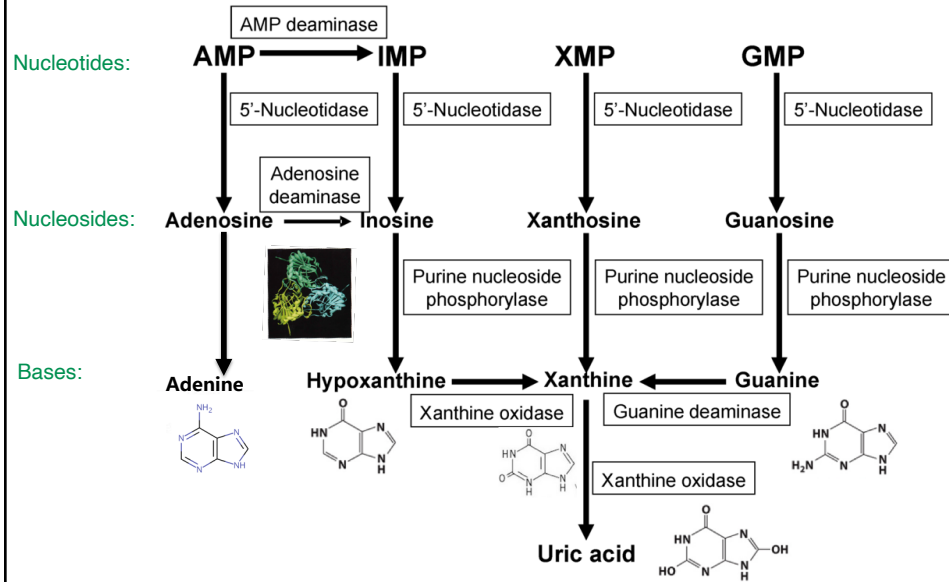 AMP deaminase
Nucleotides:
AMP
IMP
XMP
GMP
5’-Nucleotidase
5’-Nucleotidase
5’-Nucleotidase
5’-Nucleotidase
Adenosine
deaminase
Nucleosides:
Adenosine
Inosine
Xanthosine
Guanosine
Purine nucleoside
phosphorylase
Purine nucleoside
phosphorylase
Purine nucleoside
phosphorylase
Bases:
Adenine
Hypoxanthine
Xanthine
Guanine
Xanthine oxidase
Guanine deaminase
NH₂
N
N
N
NH
O
HN
N
N
N
H
O
HN
O
N
H
N
N
H
O
HN
H₂N
N
N
N
H
Xanthine oxidase
Uric acid
O
HN
HO
N
N
N
H
OH